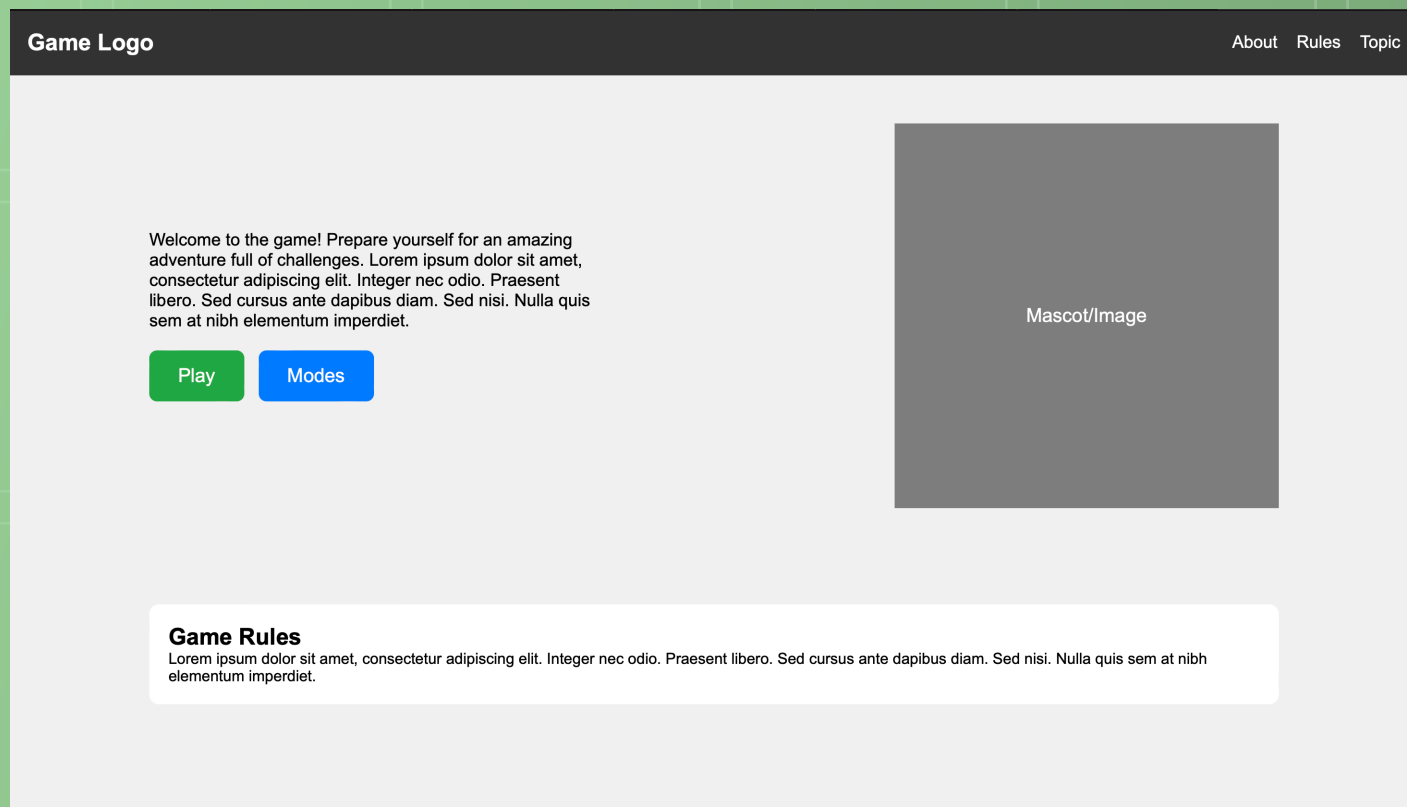 Game Logo
About Rules Topic
Welcome to the game! Prepare yourself for an amazing
adventure full of challenges. Lorem ipsum dolor sit amet,
consectetur adipiscing elit. Integer nec odio. Praesent
libero. Sed cursus ante dapibus diam. Sed nisi. Nulla quis
sem at nibh elementum imperdiet.
Play Modes
Mascot/Image
Game Rules
Lorem ipsum dolor sit amet, consectetur adipiscing elit. Integer nec odio. Praesent libero. Sed cursus ante dapibus diam. Sed nisi. Nulla quis sem at nibh
elementum imperdiet.